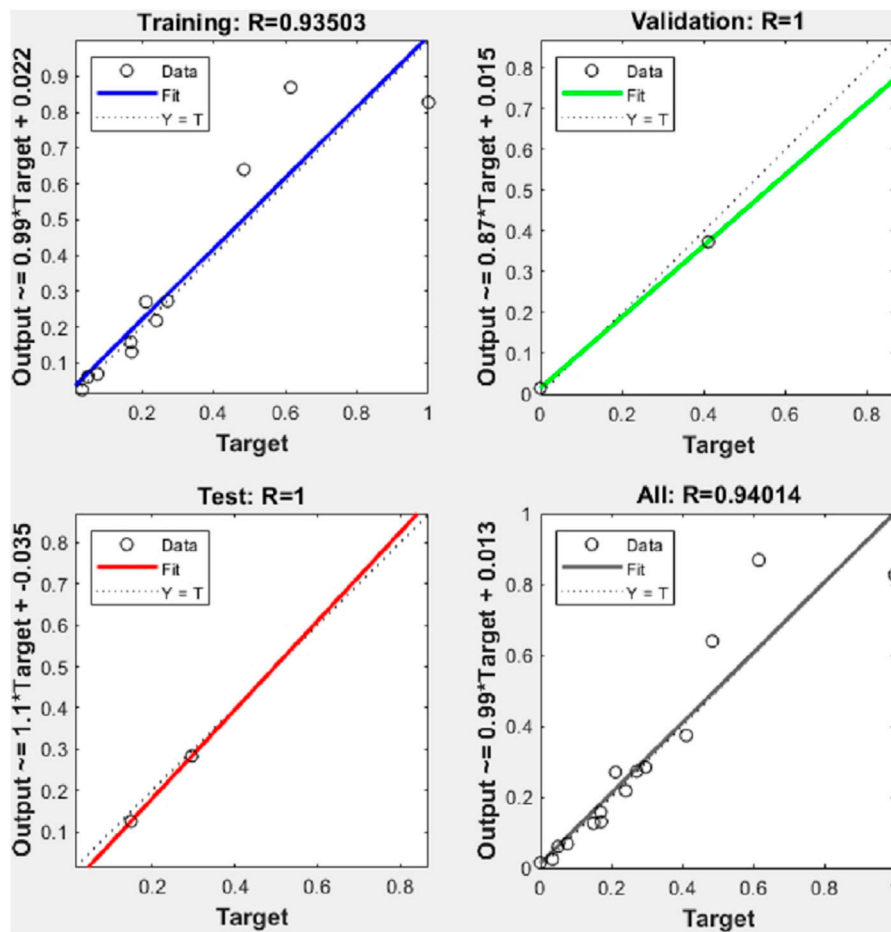 Training: R=0.93503
Output ~= 0.99*Target + 0.022
0.9
0.8
0.7
0.6
0.5
0.4
0.3
0.2
0.1
Data
Fit
Y = T
0.2 0.4 0.6 0.8 1
Target
Validation: R=1
Output ~= 0.87*Target + 0.015
0.8
0.7
0.6
0.5
0.4
0.3
0.2
0.1
0
Data
Fit
Y = T
0 0.2 0.4 0.6 0.8
Target
Test: R=1
Output ~= 1.1*Target + -0.035
0.8
0.7
0.6
0.5
0.4
0.3
0.2
0.1
Data
Fit
Y = T
0.2 0.4 0.6 0.8
Target
All: R=0.94014
Output ~= 0.99*Target + 0.013
1
0.8
0.6
0.4
0.2
0
Data
Fit
Y = T
0 0.2 0.4 0.6 0.8
Target